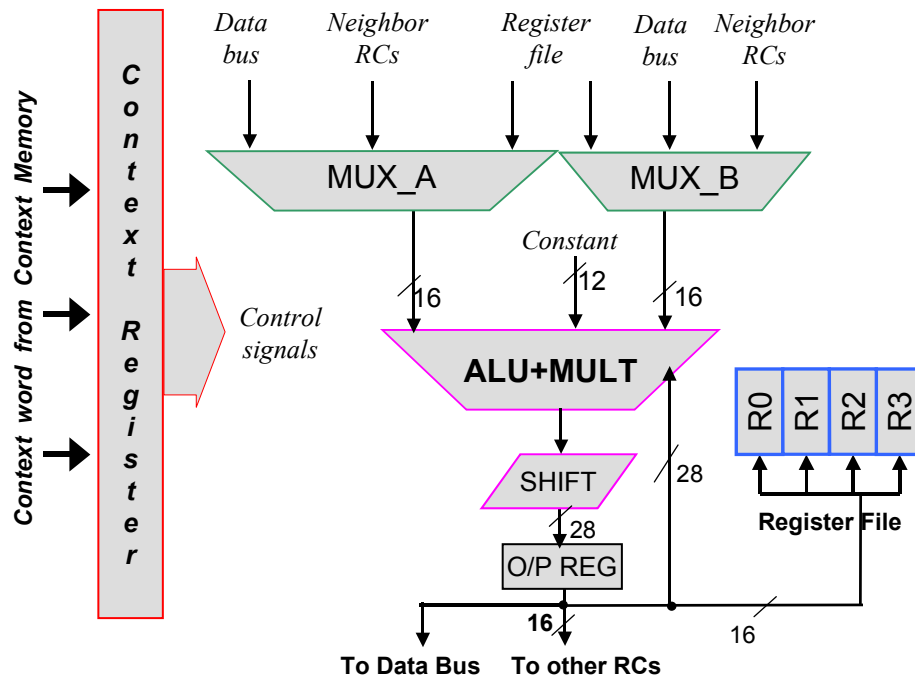 Data bus
Neighbor RCs
Register file
Data bus
Neighbor RCs
Context word from Context Memory
Context Register
MUX_A
MUX_B
Constant
16
12
16
Control signals
ALU+MULT
R0
R1
R2
R3
SHIFT
28
28
Register File
O/P REG
16
16
To Data Bus
To other RCs